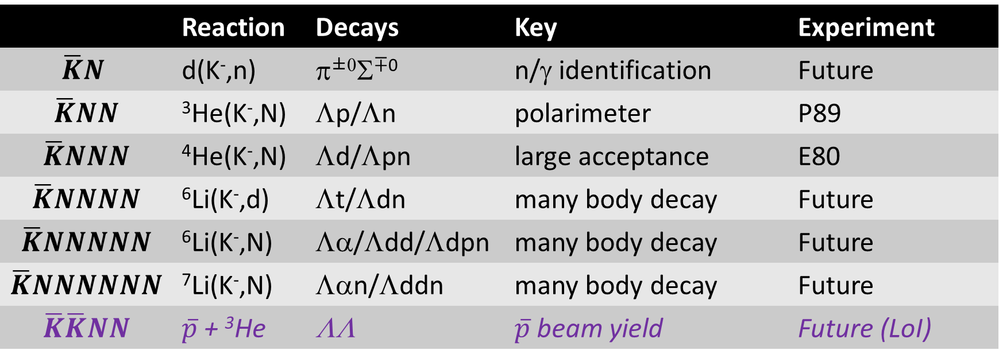 Reaction Decays Key Experiment
K̅N d(K⁻,n) π±⁰Σ∓⁰ n/γ identification Future
K̅NN ³He(K⁻,N) Λp/Λn polarimeter P89
K̅NNN ⁴He(K⁻,N) Λd/Λpn large acceptance E80
K̅NNNN ⁶Li(K⁻,d) Λt/Λdn many body decay Future
K̅NNNNN ⁶Li(K⁻,N) Λα/Λdd/Λdpn many body decay Future
K̅NNNNNN ⁷Li(K⁻,N) Λαn/Λddn many body decay Future
K̅K̅NN p̅ + ³He ΛΛ p̅ beam yield Future (LoI)